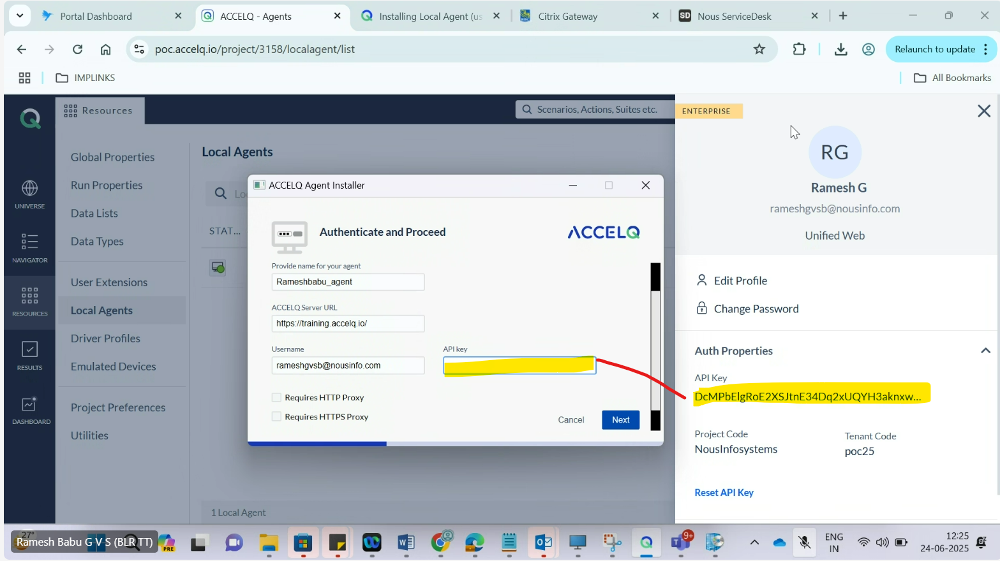 Portal Dashboard
ACCELQ - Agents
Installing Local Agent (us
Citrix Gateway
SD Nous ServiceDesk
poc.accelq.io/project/3158/localagent/list
Relaunch to update
IMPLINKS
All Bookmarks
Resources
Scenarios, Actions, Suites etc.
UNIVERSE
NAVIGATOR
RESOURCES
RESULTS
DASHBOARD
Global Properties
Run Properties
Data Lists
Data Types
User Extensions
Local Agents
Driver Profiles
Emulated Devices
Project Preferences
Utilities
Local Agents
Lo
STAT...
1 Local Agent
ACCELQ Agent Installer
Authenticate and Proceed
ACCELQ
Provide name for your agent
Rameshbabu_agent
ACCELQ Server URL
https://training.accelq.io/
Username
rameshgvsb@nousinfo.com
API key
Requires HTTP Proxy
Requires HTTPS Proxy
Cancel
Next
ENTERPRISE
RG
Ramesh G
rameshgvsb@nousinfo.com
Unified Web
Edit Profile
Change Password
Auth Properties
API Key
DcMPbElgRoE2XSJtnE34Dq2xUQYH3aknxw...
Project Code
NousInfosystems
Tenant Code
poc25
Reset API Key
27°
Ramesh Babu G V S (BLR TT)
PRE
9+
ENG
IN
12:25
24-06-2025